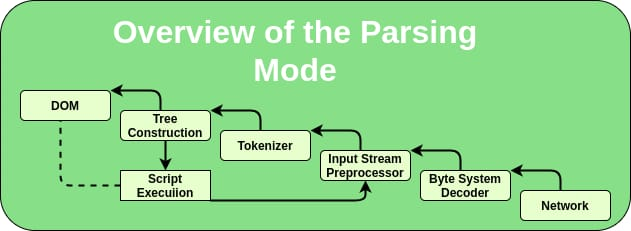 Overview of the Parsing
Mode
DOM
Tree
Construction
Tokenizer
Input Stream
Preprocessor
Script
Execuiion
Byte System
Decoder
Network